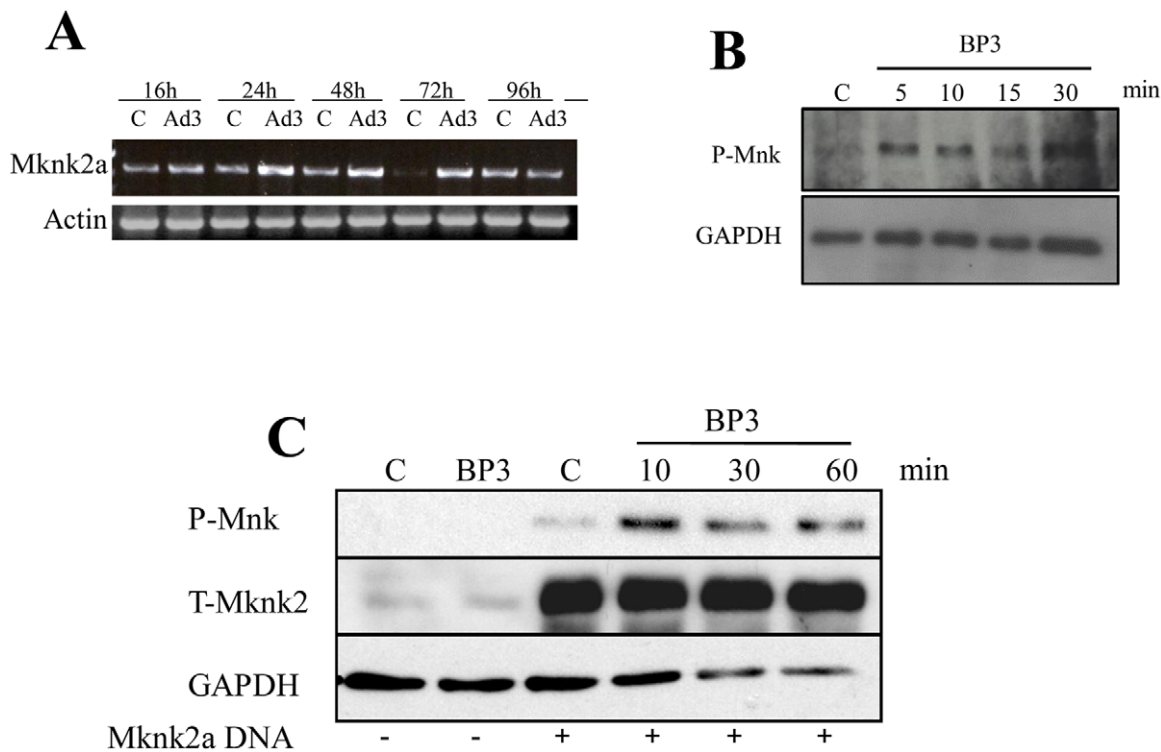 A
16h 24h 48h 72h 96h
C Ad3 C Ad3 C Ad3 C Ad3 C Ad3
Mknk2a
Actin
B
BP3
C 5 10 15 30 min
P-Mnk
GAPDH
C
BP3
C BP3 C 10 30 60 min
P-Mnk
T-Mknk2
GAPDH
Mknk2a DNA - - + + + +